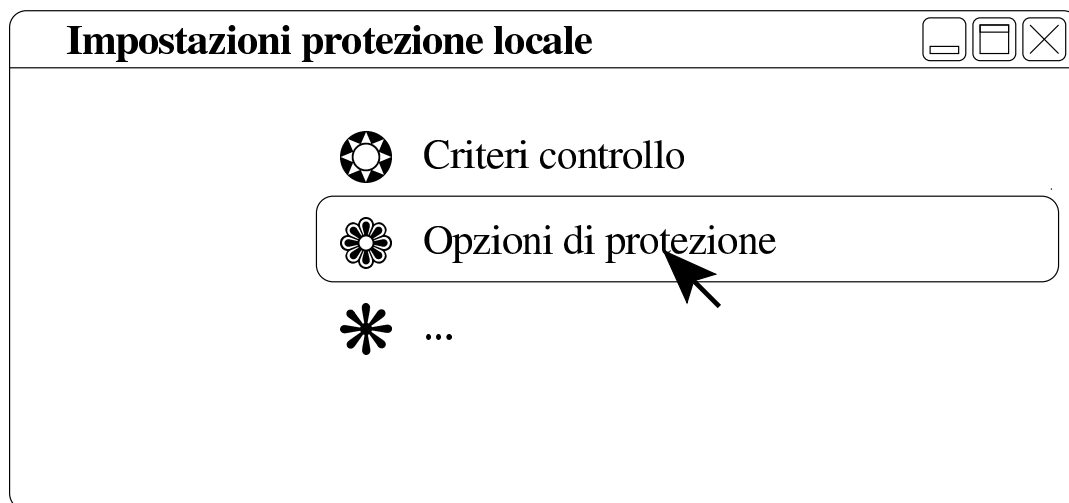 Impostazioni protezione locale
Criteri controllo
Opzioni di protezione
...